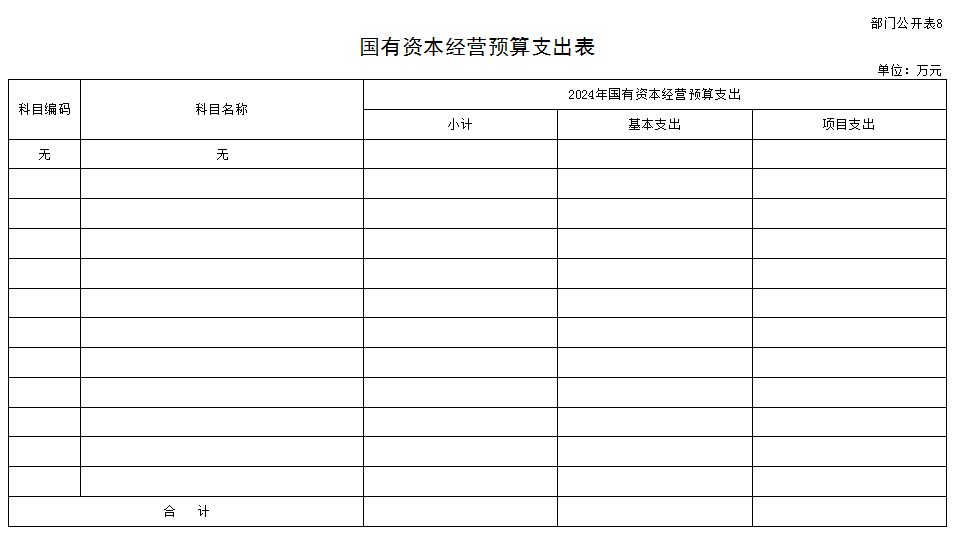 部门公开表8
国有资本经营预算支出表
单位：万元
科目编码 科目名称 2024年国有资本经营预算支出
小计 基本支出 项目支出
无 无
合 计